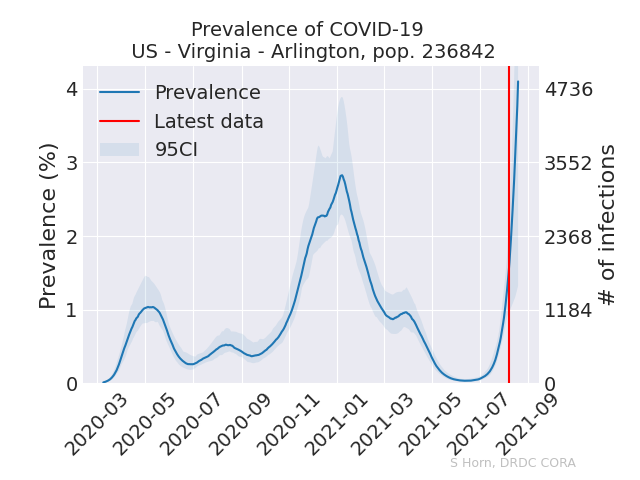 Prevalence of COVID-19
US - Virginia - Arlington, pop. 236842
Prevalence
Latest data
95CI
Prevalence (%)
4
3
2
1
0
4736
3552
2368
1184
0
# of infections
2020-03
2020-05
2020-07
2020-09
2020-11
2021-01
2021-03
2021-05
2021-07
2021-09
S Horn, DRDC CORA